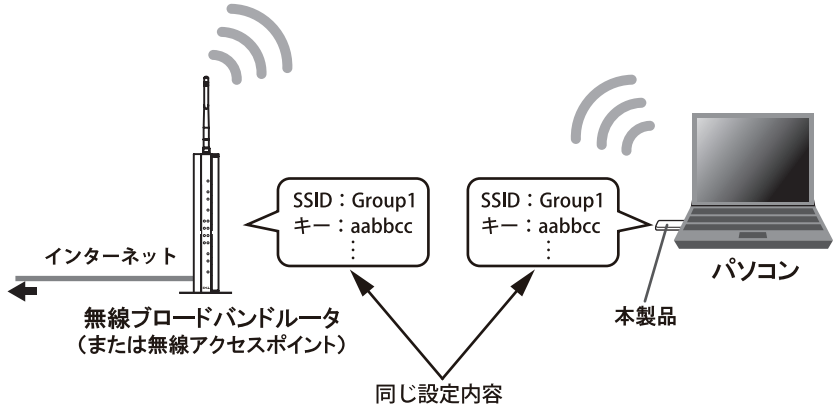 SSID：Group1
キー：aabbcc
⋮
SSID：Group1
キー：aabbcc
⋮
インターネット
パソコン
本製品
無線ブロードバンドルータ
（または無線アクセスポイント）
同じ設定内容